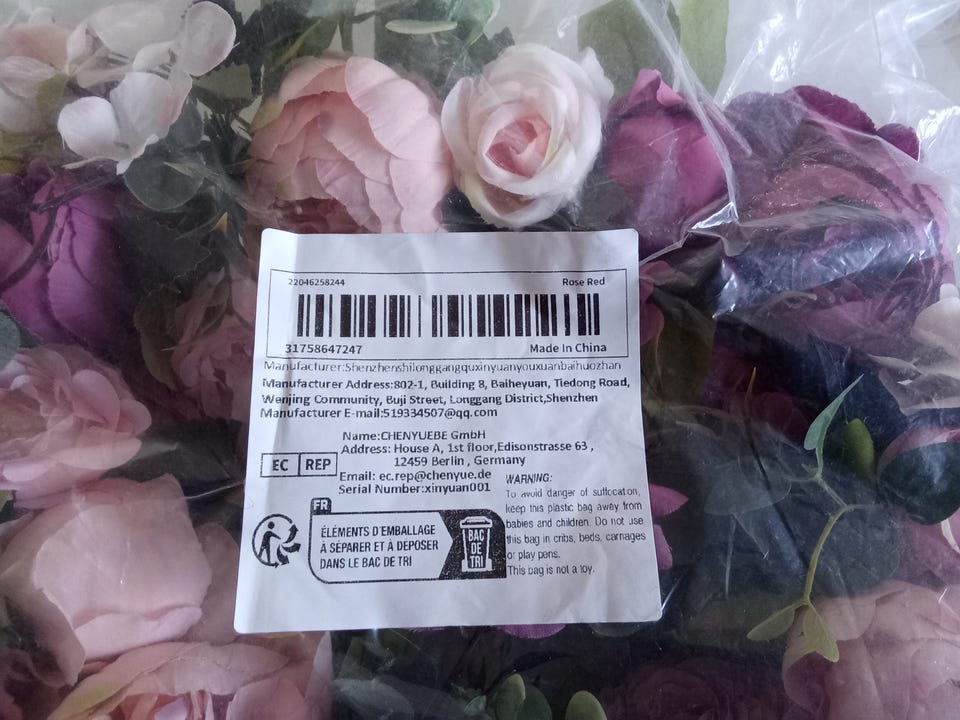 22046258244 Rose Red
31758647247 Made In China
Manufacturer:Shenzhenshilonggangquxinyuanyouxuanbaihuozhan
Manufacturer Address:802-1, Building 8, Baiheyuan, Tiedong Road,
Wenjing Community, Buji Street, Longgang District,Shenzhen
Manufacturer E-mail:519334507@qq.com
EC REP
Name:CHENYUEBE GmbH
Address: House A, 1st floor,Edisonstrasse 63,
12459 Berlin , Germany
Email: ec.rep@chenyue.de
Serial Number:xinyuan001
FR
ÉLÉMENTS D'EMBALLAGE
À SÉPARER ET À DÉPOSER
DANS LE BAC DE TRI
BAC
DE
TRI
WARNING:
To avoid danger of suffocation,
keep this plastic bag away from
babies and children. Do not use
this bag in cribs, beds, carriages
or play pens.
This bag is not a toy.